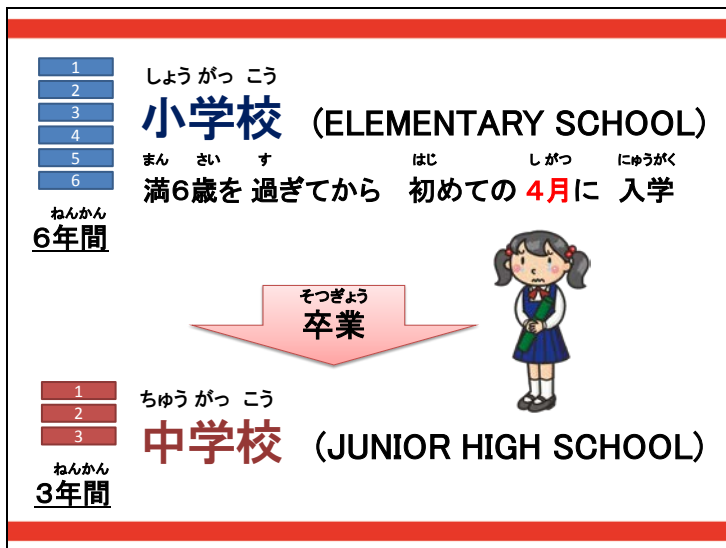 1
2
3
4
5
6
しょう がっ こう
小学校 (ELEMENTARY SCHOOL)
まん さい す はじ しがつ にゅうがく
満6歳を 過ぎてから 初めての 4月に 入学
ねんかん
6年間
そつぎょう
卒業
1
2
3
ちゅう がっ こう
中学校 (JUNIOR HIGH SCHOOL)
ねんかん
3年間